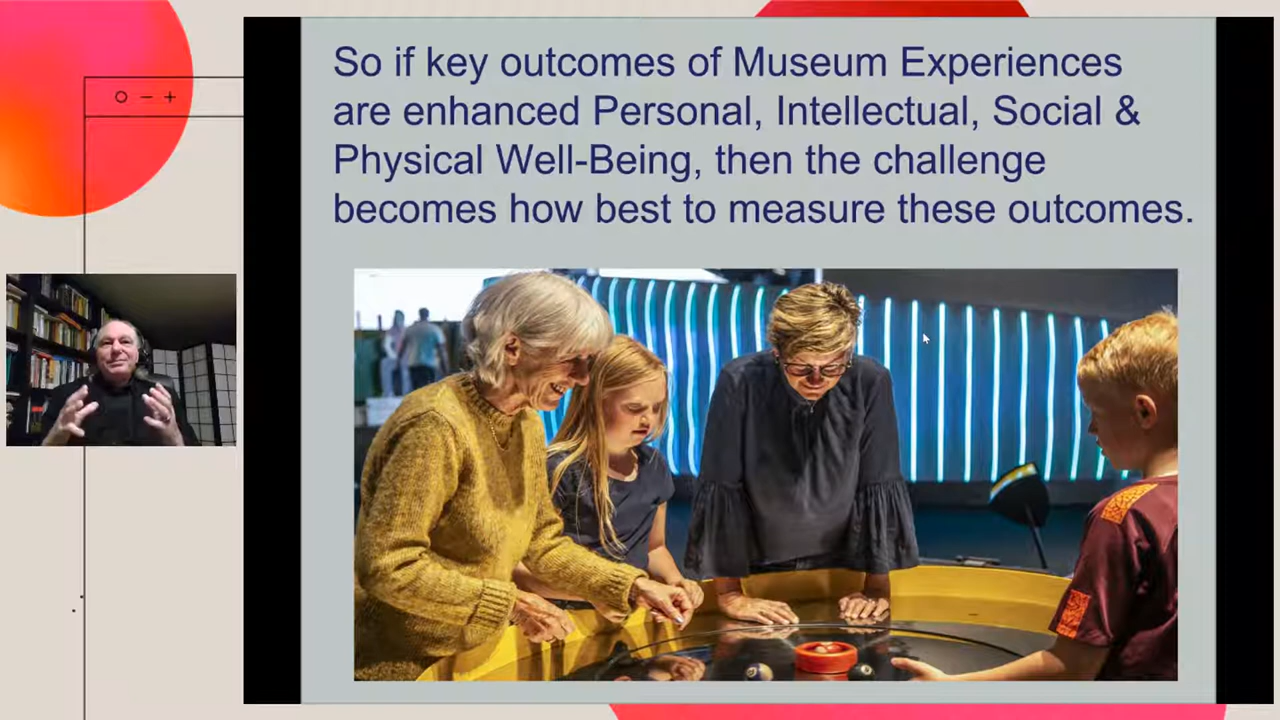 So if key outcomes of Museum Experiences
are enhanced Personal, Intellectual, Social &
Physical Well-Being, then the challenge
becomes how best to measure these outcomes.